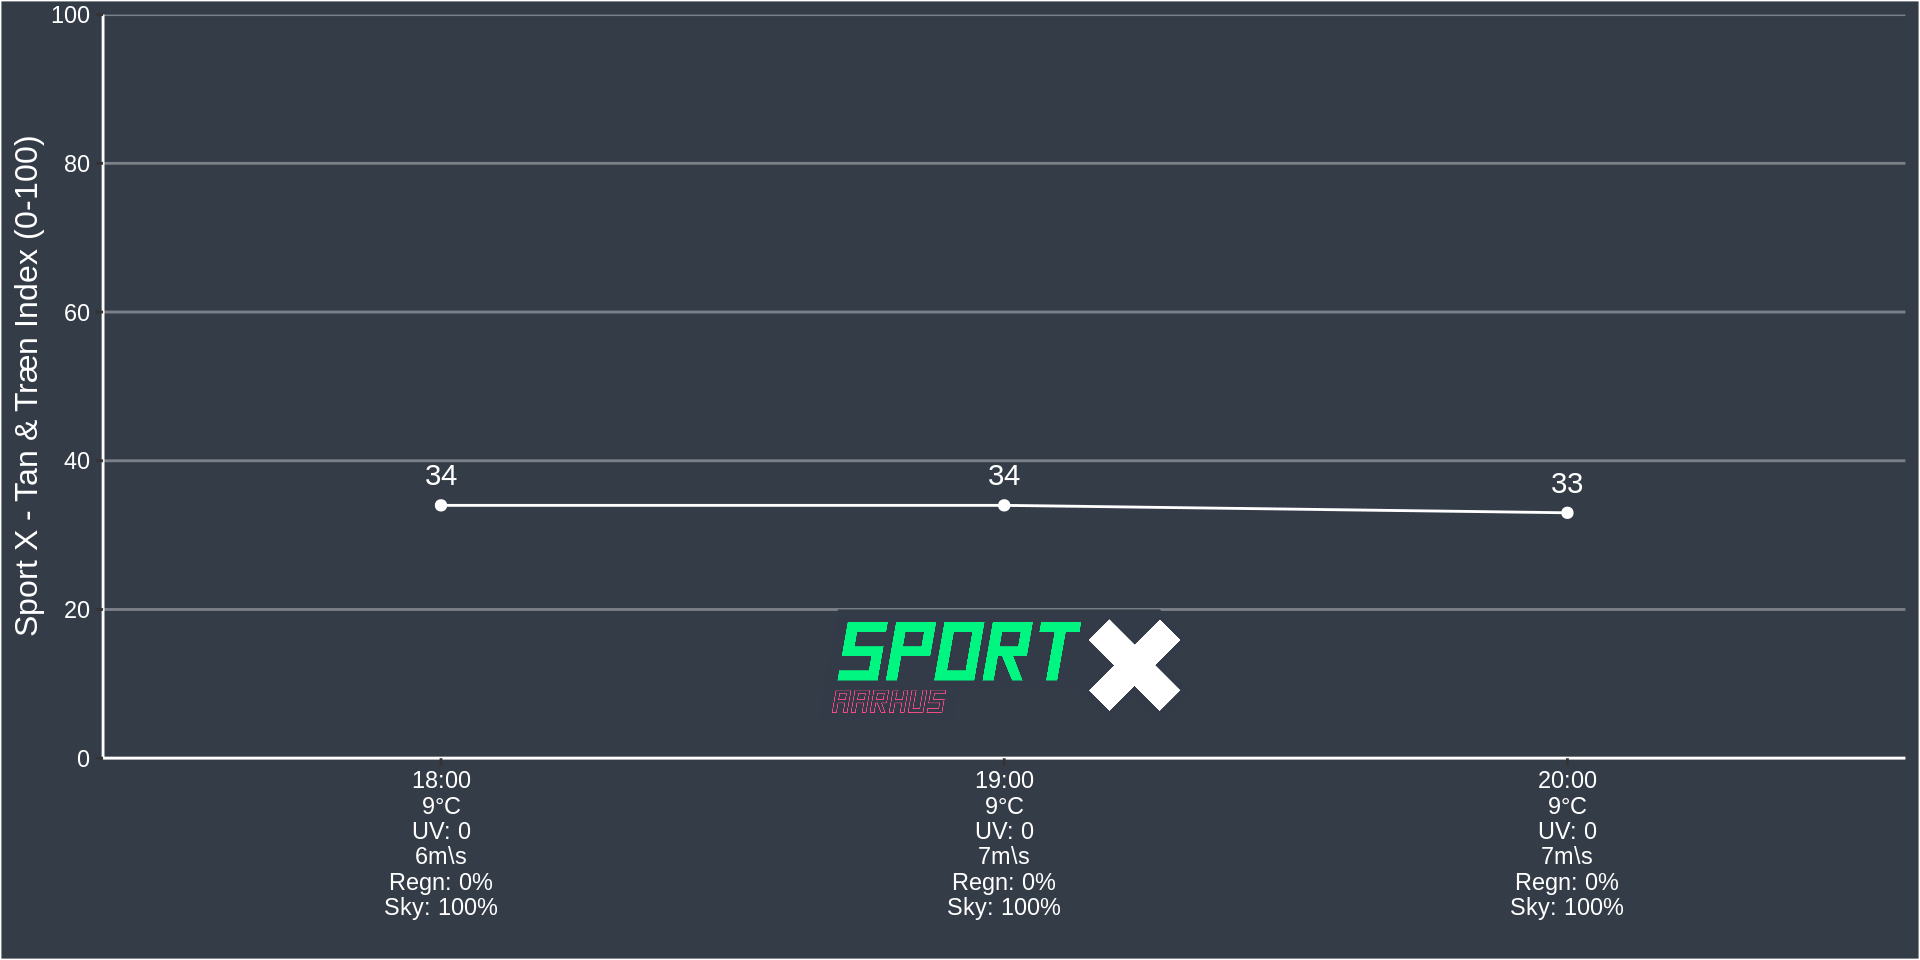 Sport X - Tan & Træn Index (0-100)
100
80
60
40
20
0
34
34
33
SPORT X
AARHUS
18:00
9°C
UV: 0
6m\s
Regn: 0%
Sky: 100%
19:00
9°C
UV: 0
7m\s
Regn: 0%
Sky: 100%
20:00
9°C
UV: 0
7m\s
Regn: 0%
Sky: 100%